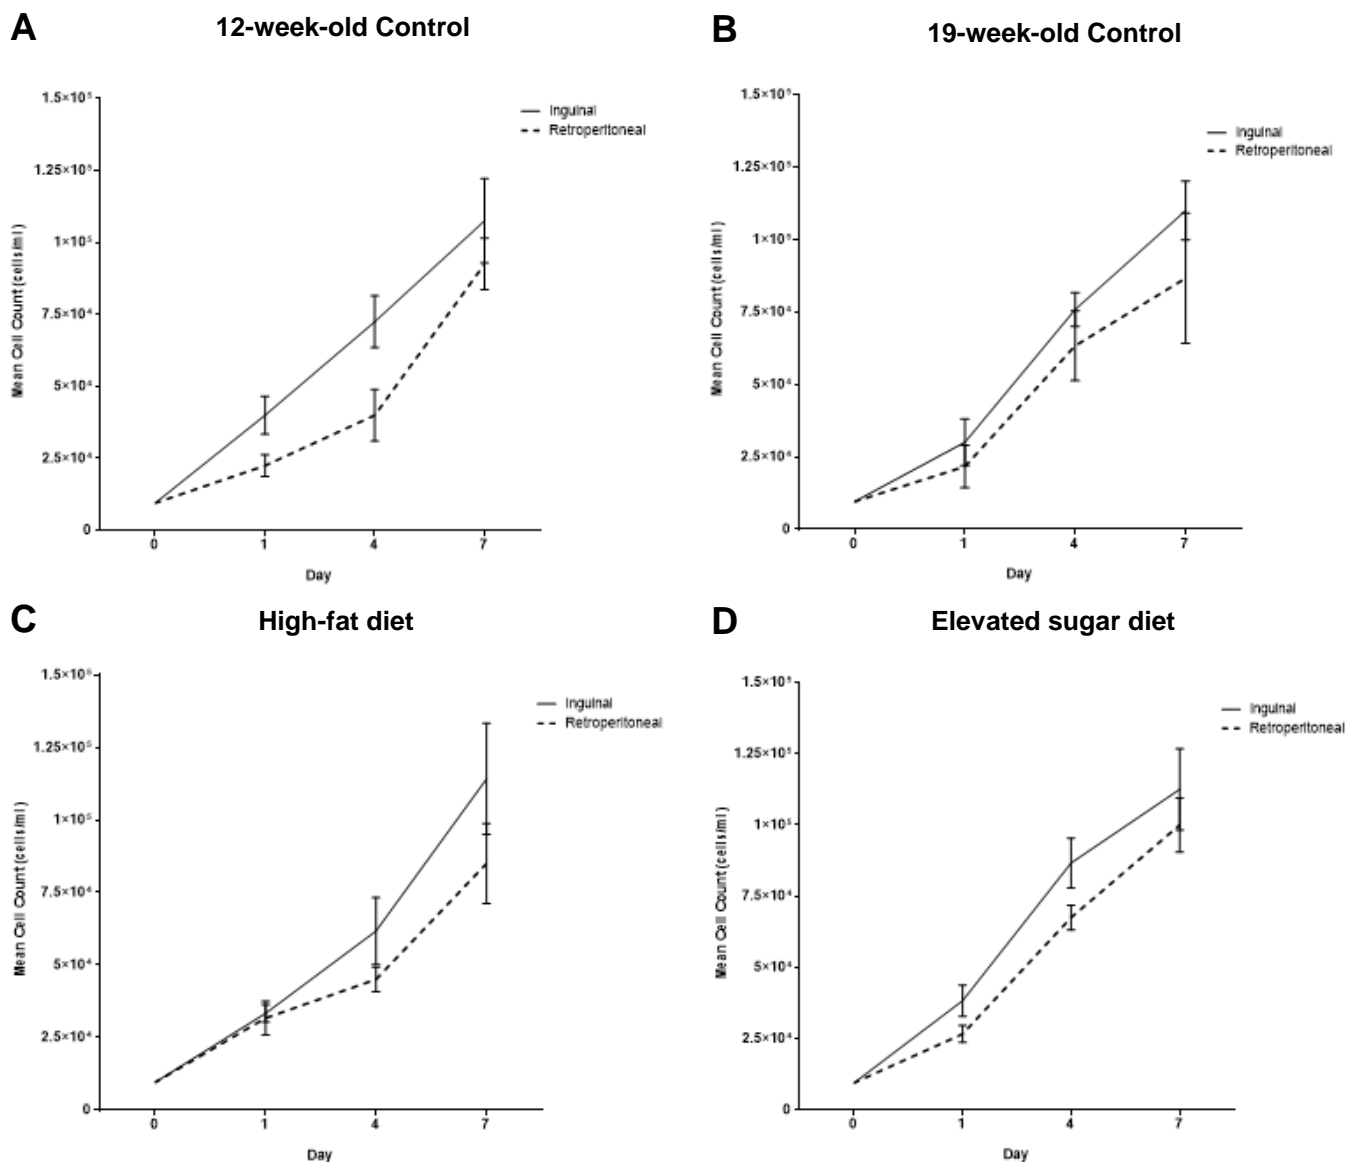 A
12-week-old Control
1.5×10⁵
1.25×10⁵
1×10⁵
7.5×10⁴
5×10⁴
2.5×10⁴
0
Mean Cell Count (cells/ml)
0 1 4 7
Day
Inguinal
Retroperitoneal
B
19-week-old Control
1.5×10⁵
1.25×10⁵
1×10⁵
7.5×10⁴
5×10⁴
2.5×10⁴
0
Mean Cell Count (cells/ml)
0 1 4 7
Day
Inguinal
Retroperitoneal
C
High-fat diet
1.5×10⁵
1.25×10⁵
1×10⁵
7.5×10⁴
5×10⁴
2.5×10⁴
0
Mean Cell Count (cells/ml)
0 1 4 7
Day
Inguinal
Retroperitoneal
D
Elevated sugar diet
1.5×10⁵
1.25×10⁵
1×10⁵
7.5×10⁴
5×10⁴
2.5×10⁴
0
Mean Cell Count (cells/ml)
0 1 4 7
Day
Inguinal
Retroperitoneal